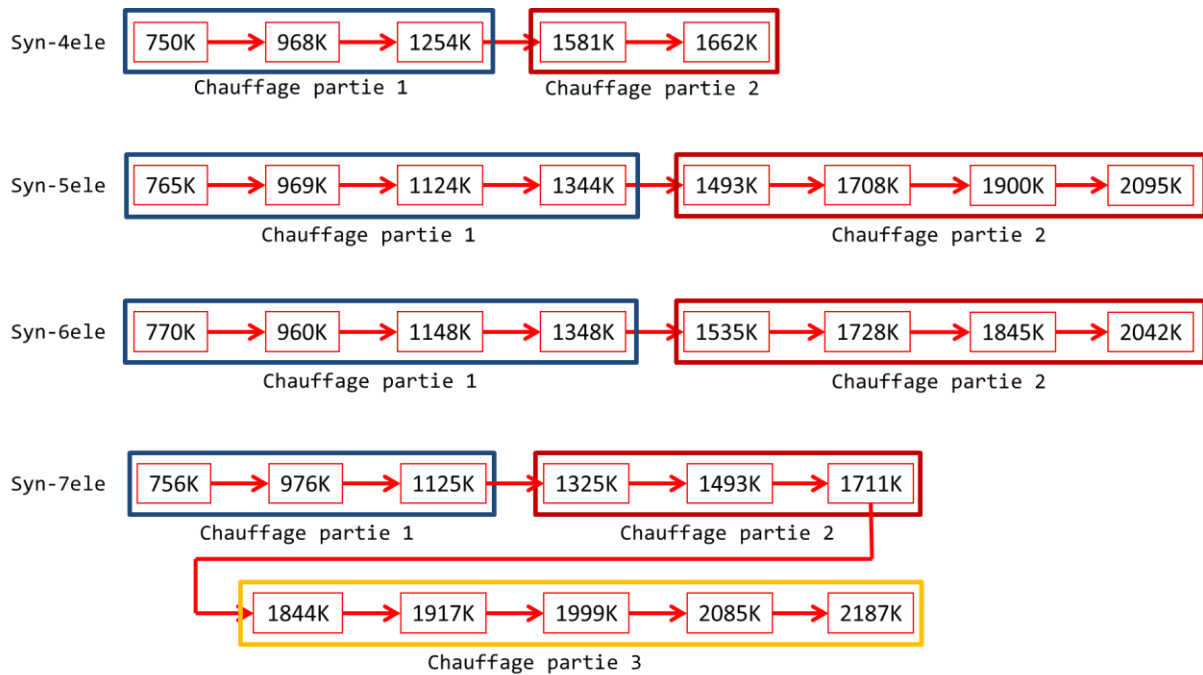 Syn-4ele 750K 968K 1254K 1581K 1662K
Chauffage partie 1 Chauffage partie 2
Syn-5ele 765K 969K 1124K 1344K 1493K 1708K 1900K 2095K
Chauffage partie 1 Chauffage partie 2
Syn-6ele 770K 960K 1148K 1348K 1535K 1728K 1845K 2042K
Chauffage partie 1 Chauffage partie 2
Syn-7ele 756K 976K 1125K 1325K 1493K 1711K
Chauffage partie 1 Chauffage partie 2
1844K 1917K 1999K 2085K 2187K
Chauffage partie 3